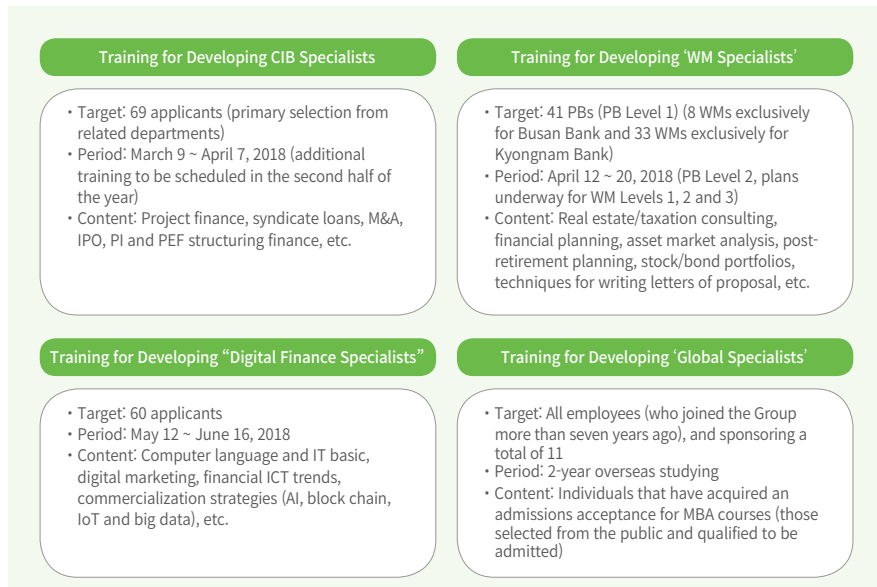 Training for Developing CIB Specialists
• Target: 69 applicants (primary selection from
related departments)
• Period: March 9 ~ April 7, 2018 (additional
training to be scheduled in the second half of
the year)
• Content: Project finance, syndicate loans, M&A,
IPO, PI and PEF structuring finance, etc.
Training for Developing ‘WM Specialists’
• Target: 41 PBs (PB Level 1) (8 WMs exclusively
for Busan Bank and 33 WMs exclusively for
Kyongnam Bank)
• Period: April 12 ~ 20, 2018 (PB Level 2, plans
underway for WM Levels 1, 2 and 3)
• Content: Real estate/taxation consulting,
financial planning, asset market analysis, post-
retirement planning, stock/bond portfolios,
techniques for writing letters of proposal, etc.
Training for Developing “Digital Finance Specialists”
• Target: 60 applicants
• Period: May 12 ~ June 16, 2018
• Content: Computer language and IT basic,
digital marketing, financial ICT trends,
commercialization strategies (AI, block chain,
IoT and big data), etc.
Training for Developing ‘Global Specialists’
• Target: All employees (who joined the Group
more than seven years ago), and sponsoring a
total of 11
• Period: 2-year overseas studying
• Content: Individuals that have acquired an
admissions acceptance for MBA courses (those
selected from the public and qualified to be
admitted)